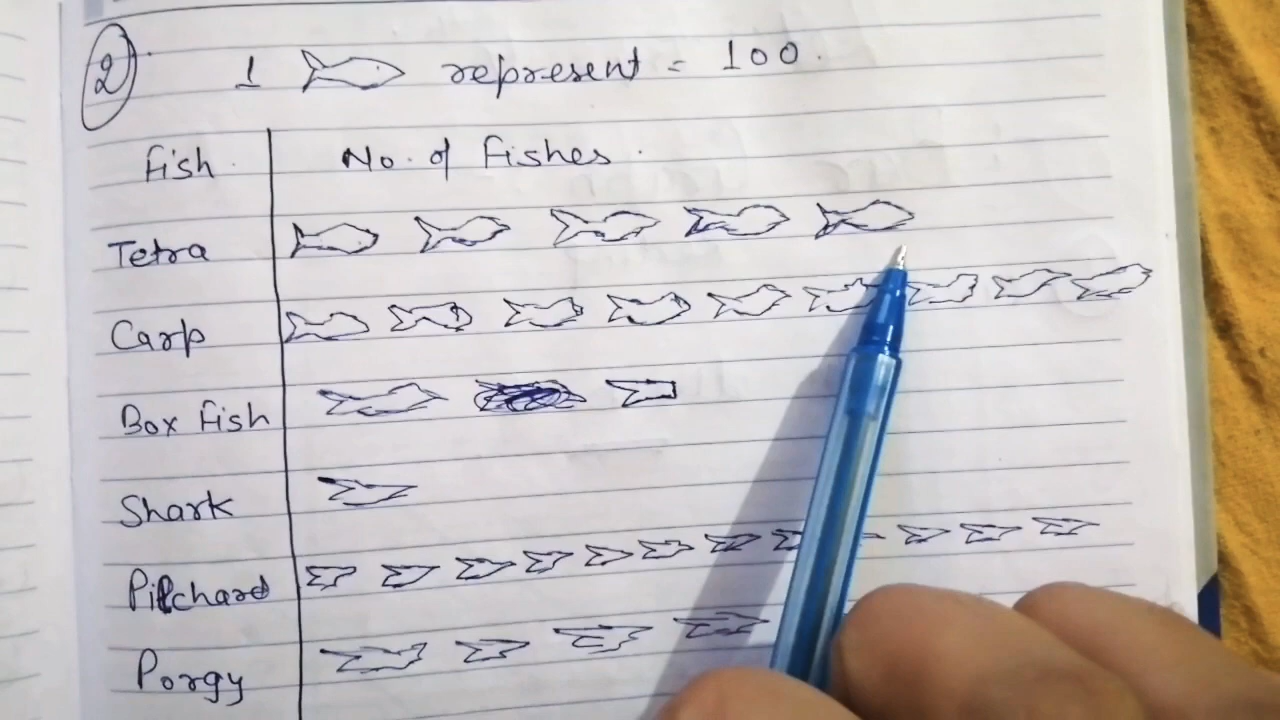 2
1 represent = 100.
Fish. No. of Fishes.
Tetra
Carp
Box Fish
Shark
Pilchard
Porgy